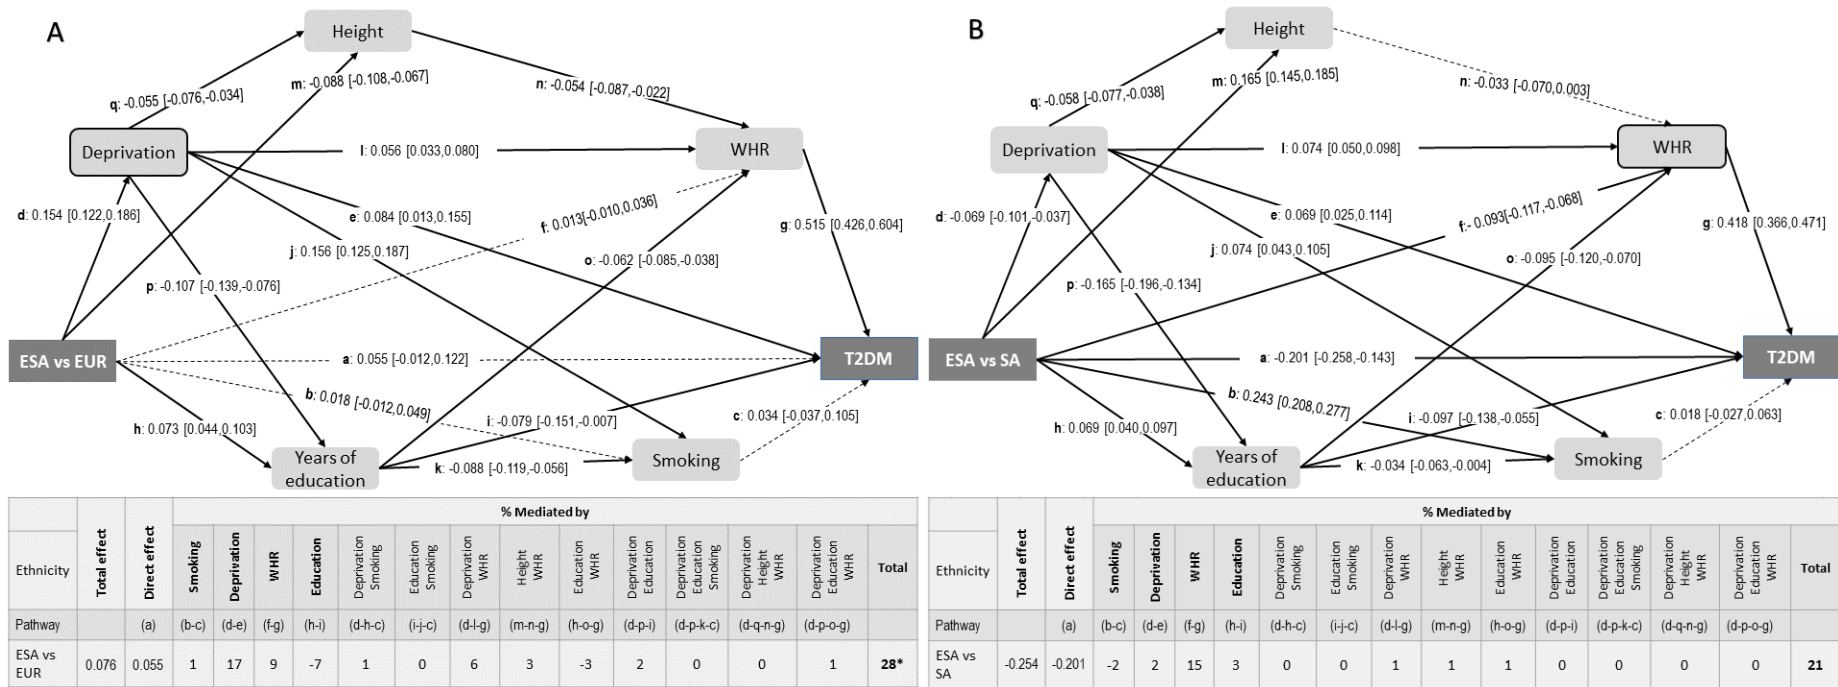 A
Height
q: -0.055 [-0.076,-0.034]
m: -0.088 [-0.108,-0.067]
n: -0.054 [-0.087,-0.022]
Deprivation
l: 0.056 [0.033,0.080]
WHR
d: 0.154 [0.122,0.186]
e: 0.084 [0.013,0.155]
f: 0.013[-0.010,0.036]
g: 0.515 [0.426,0.604]
j: 0.156 [0.125,0.187]
o: -0.062 [-0.085,-0.038]
p: -0.107 [-0.139,-0.076]
ESA vs EUR
a: 0.055 [-0.012,0.122]
T2DM
b: 0.018 [-0.012,0.049]
h: 0.073 [0.044,0.103]
i: -0.079 [-0.151,-0.007]
c: 0.034 [-0.037,0.105]
Years of
education
k: -0.088 [-0.119,-0.056]
Smoking
% Mediated by
Ethnicity
Total effect
Direct effect
Smoking
Deprivation
WHR
Education
Deprivation
Smoking
Education
Smoking
Deprivation
WHR
Height
WHR
Education
WHR
Deprivation
Education
Deprivation
Education
Smoking
Deprivation
Height
WHR
Deprivation
Education
WHR
Total
Pathway (a) (b-c) (d-e) (f-g) (h-i) (d-h-c) (i-j-c) (d-l-g) (m-n-g) (h-o-g) (d-p-i) (d-p-k-c) (d-q-n-g) (d-p-o-g)
ESA vs
EUR 0.076 0.055 1 17 9 -7 1 0 6 3 -3 2 0 0 1 28*
B
Height
q: -0.058 [-0.077,-0.038]
m: 0.165 [0.145,0.185]
n: -0.033 [-0.070,0.003]
Deprivation
l: 0.074 [0.050,0.098]
WHR
d: -0.069 [-0.101,-0.037]
e: 0.069 [0.025,0.114]
f:- 0.093[-0.117,-0.068]
g: 0.418 [0.366,0.471]
j: 0.074 [0.043,0.105]
o: -0.095 [-0.120,-0.070]
p: -0.165 [-0.196,-0.134]
ESA vs SA
a: -0.201 [-0.258,-0.143]
T2DM
b: 0.243 [0.208,0.277]
h: 0.069 [0.040,0.097]
i: -0.097 [-0.138,-0.055]
c: 0.018 [-0.027,0.063]
Years of
education
k: -0.034 [-0.063,-0.004]
Smoking
% Mediated by
Ethnicity
Total effect
Direct effect
Smoking
Deprivation
WHR
Education
Deprivation
Smoking
Education
Smoking
Deprivation
WHR
Height
WHR
Education
WHR
Deprivation
Education
Deprivation
Education
Smoking
Deprivation
Height
WHR
Deprivation
Education
WHR
Total
Pathway (a) (b-c) (d-e) (f-g) (h-i) (d-h-c) (i-j-c) (d-l-g) (m-n-g) (h-o-g) (d-p-i) (d-p-k-c) (d-q-n-g) (d-p-o-g)
ESA vs
SA -0.254 -0.201 -2 2 15 3 0 0 1 1 1 0 0 0 0 21